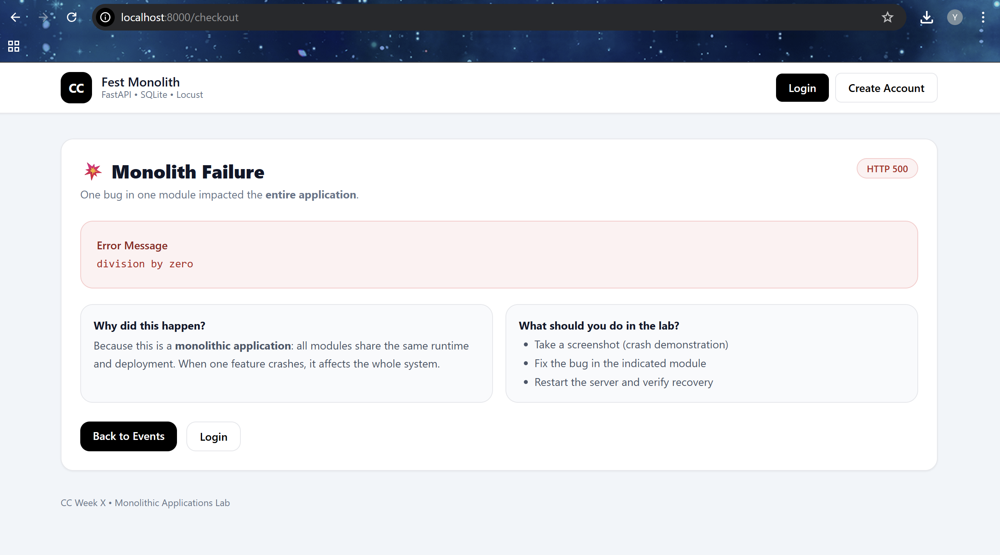 localhost:8000/checkout
Y
CC
Fest Monolith
FastAPI • SQLite • Locust
Login
Create Account
Monolith Failure
HTTP 500
One bug in one module impacted the entire application.
Error Message
division by zero
Why did this happen?
Because this is a monolithic application: all modules share the same runtime
and deployment. When one feature crashes, it affects the whole system.
What should you do in the lab?
• Take a screenshot (crash demonstration)
• Fix the bug in the indicated module
• Restart the server and verify recovery
Back to Events
Login
CC Week X • Monolithic Applications Lab